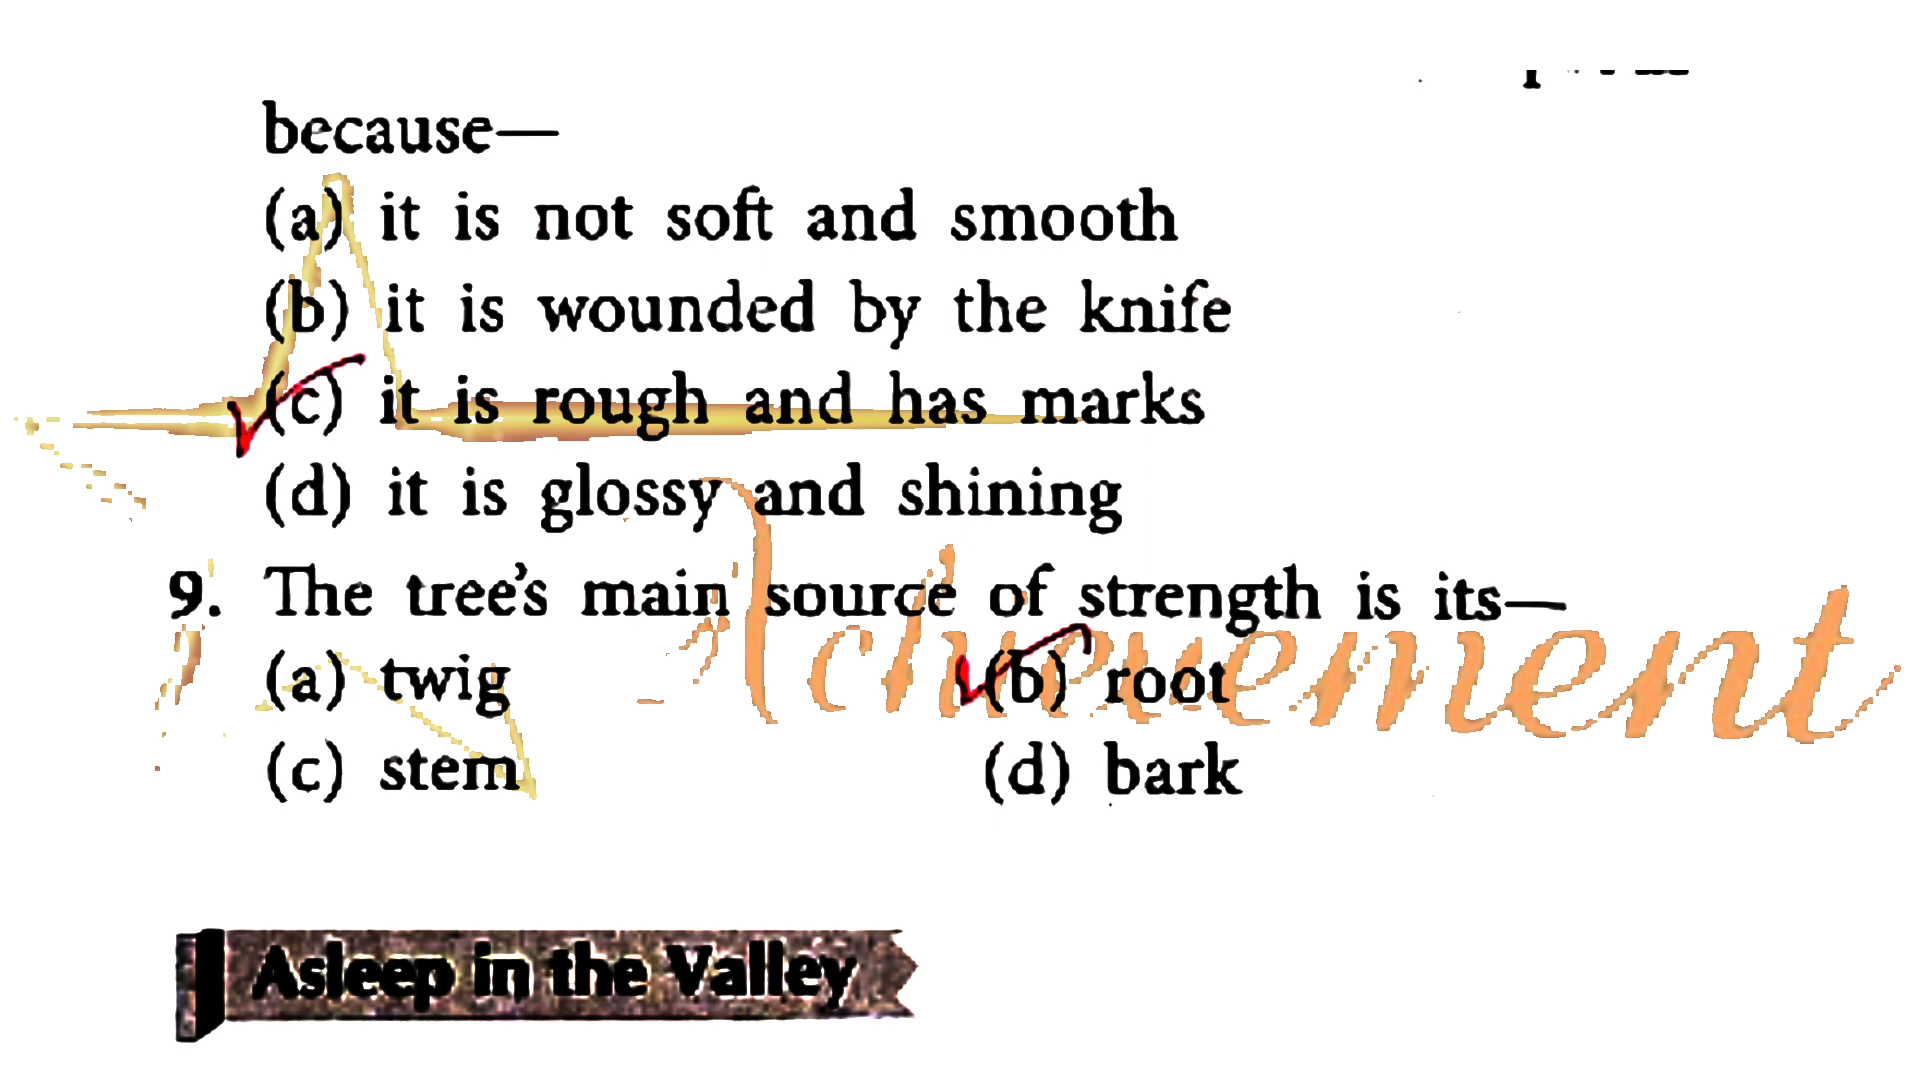 because—
(a) it is not soft and smooth
(b) it is wounded by the knife
(c) it is rough and has marks
(d) it is glossy and shining
9. The tree's main source of strength is its—
(a) twig (b) root
(c) stem (d) bark
Achievement
Asleep in the Valley